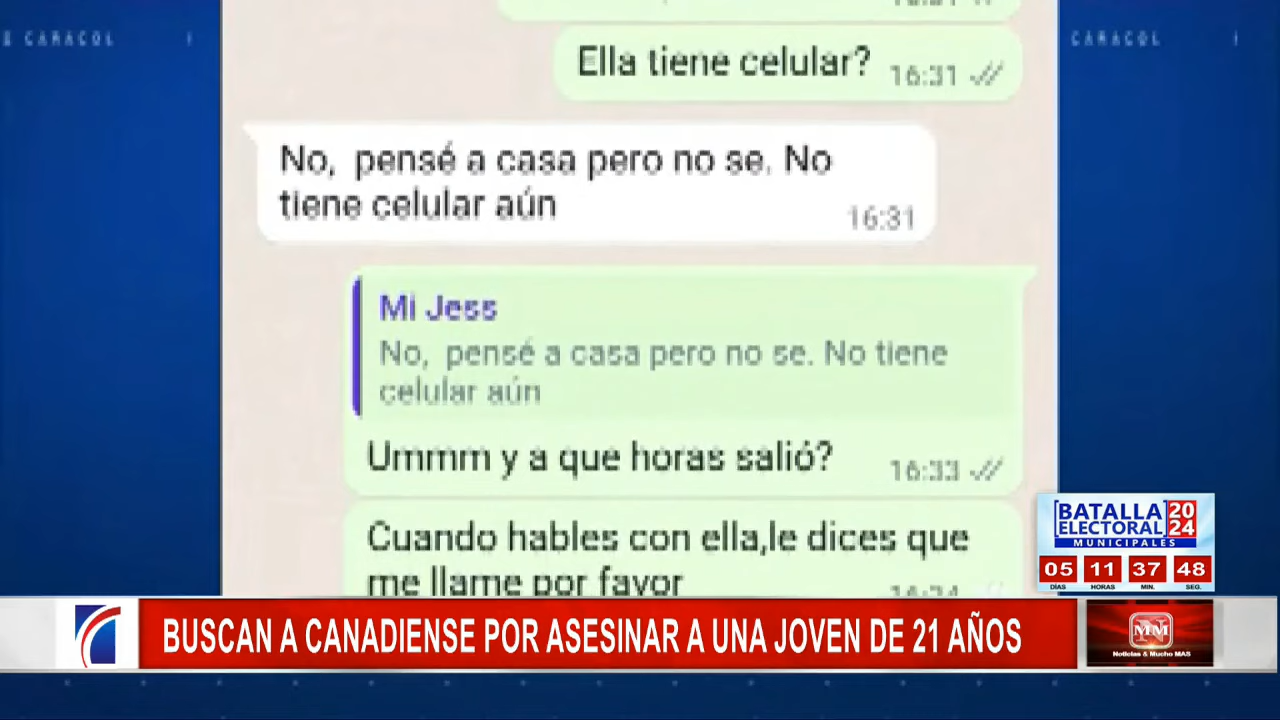 CARACOL
CARACOL
Ella tiene celular? 16:31
No, pensé a casa pero no se. No
tiene celular aún 16:31
Mi Jess
No, pensé a casa pero no se. No tiene
celular aún
Ummm y a que horas salió? 16:33
Cuando hables con ella,le dices que
me llame por favor
BATALLA
ELECTORAL
2024
MUNICIPALES
05 11 37 48
DÍAS HORAS MIN. SEG.
BUSCAN A CANADIENSE POR ASESINAR A UNA JOVEN DE 21 AÑOS
NMM
Noticias & Mucho MAS